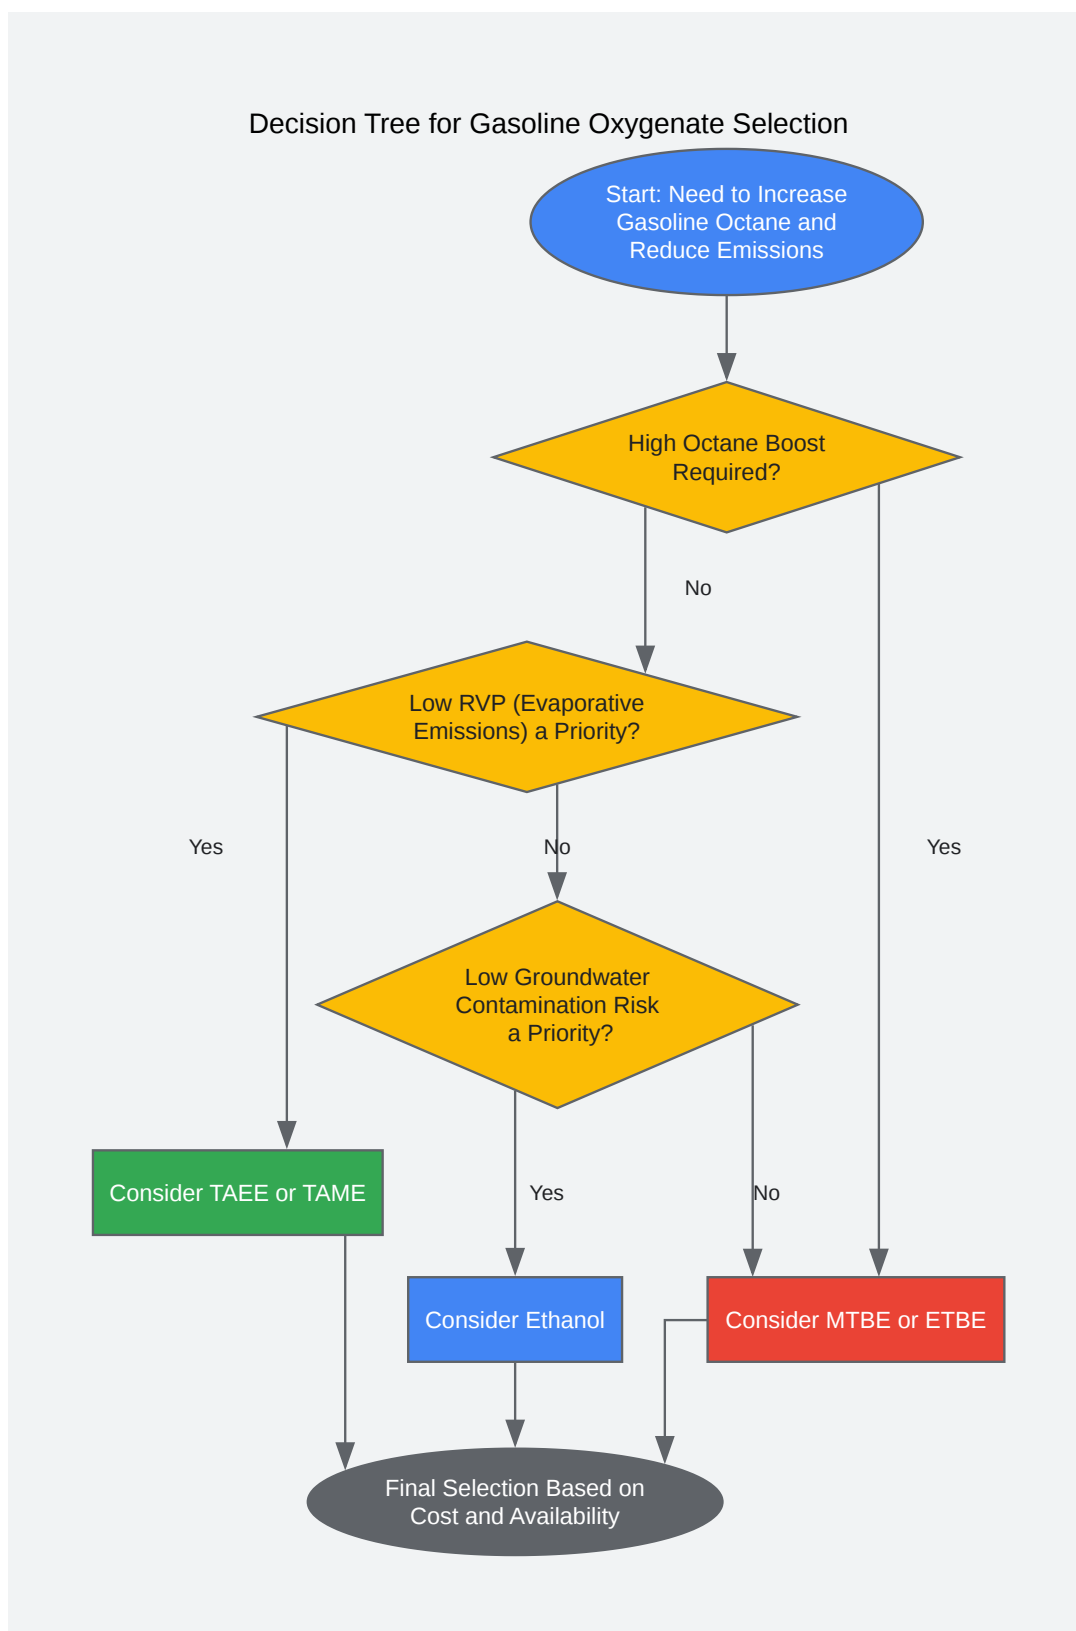 Decision Tree for Gasoline Oxygenate Selection
Start: Need to Increase
Gasoline Octane and
Reduce Emissions
High Octane Boost
Required?
No
Low RVP (Evaporative
Emissions) a Priority?
Yes
No
Yes
Low Groundwater
Contamination Risk
a Priority?
Consider TAEE or TAME
Yes
No
Consider Ethanol
Consider MTBE or ETBE
Final Selection Based on
Cost and Availability